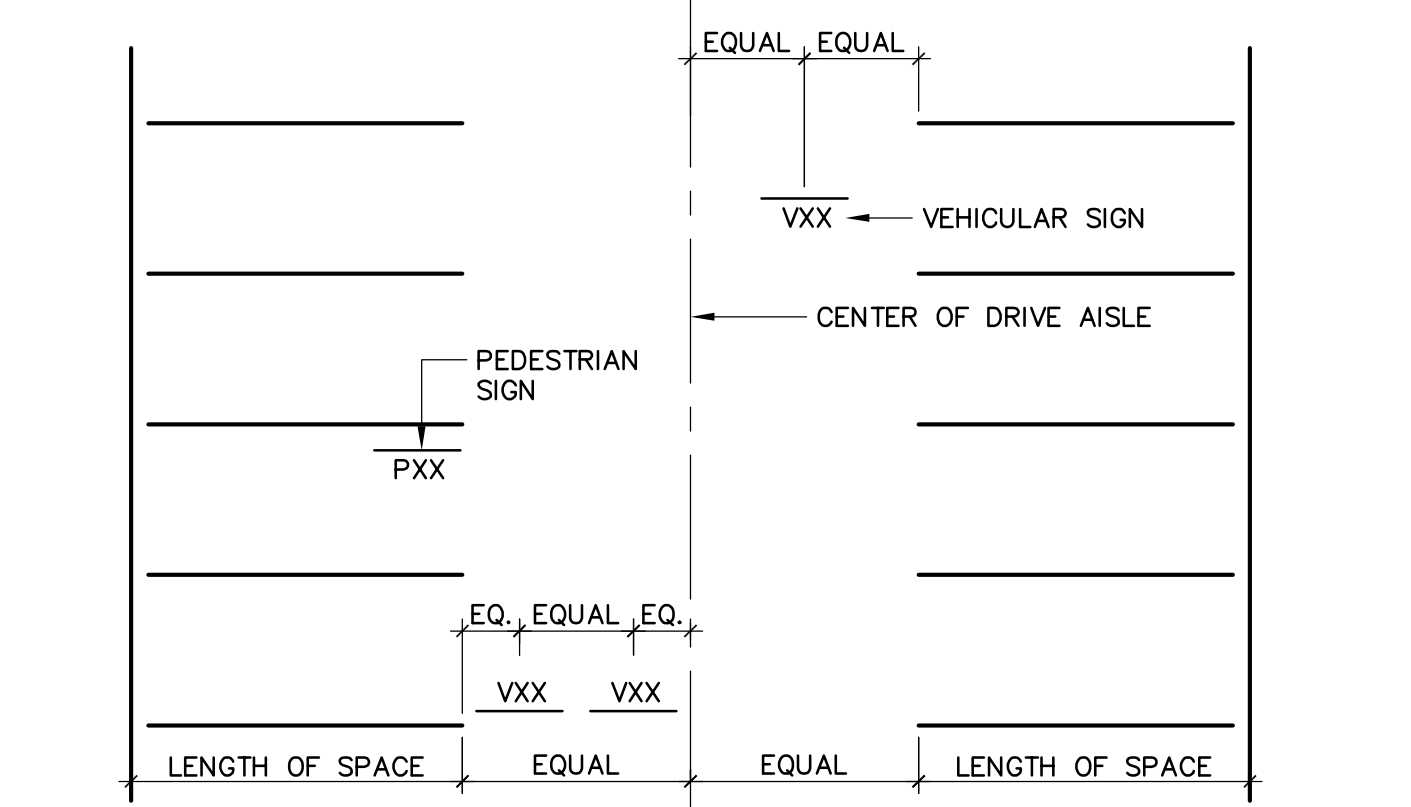 EQUAL EQUAL
VXX VEHICULAR SIGN
CENTER OF DRIVE AISLE
PEDESTRIAN
SIGN
PXX
EQ. EQUAL EQ.
VXX VXX
LENGTH OF SPACE EQUAL EQUAL LENGTH OF SPACE